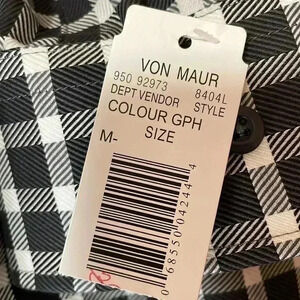 VON MAUR
950 92973 8404L
DEPT VENDOR STYLE
COLOUR GPH
M- SIZE
0 68550 04244 4